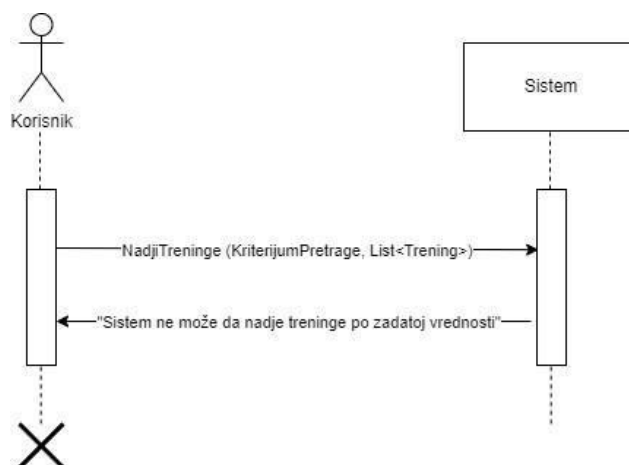 Sistem
Korisnik
NadjiTreninge (KriterijumPretrage, List<Trening>)
"Sistem ne može da nadje treninge po zadatoj vrednosti"